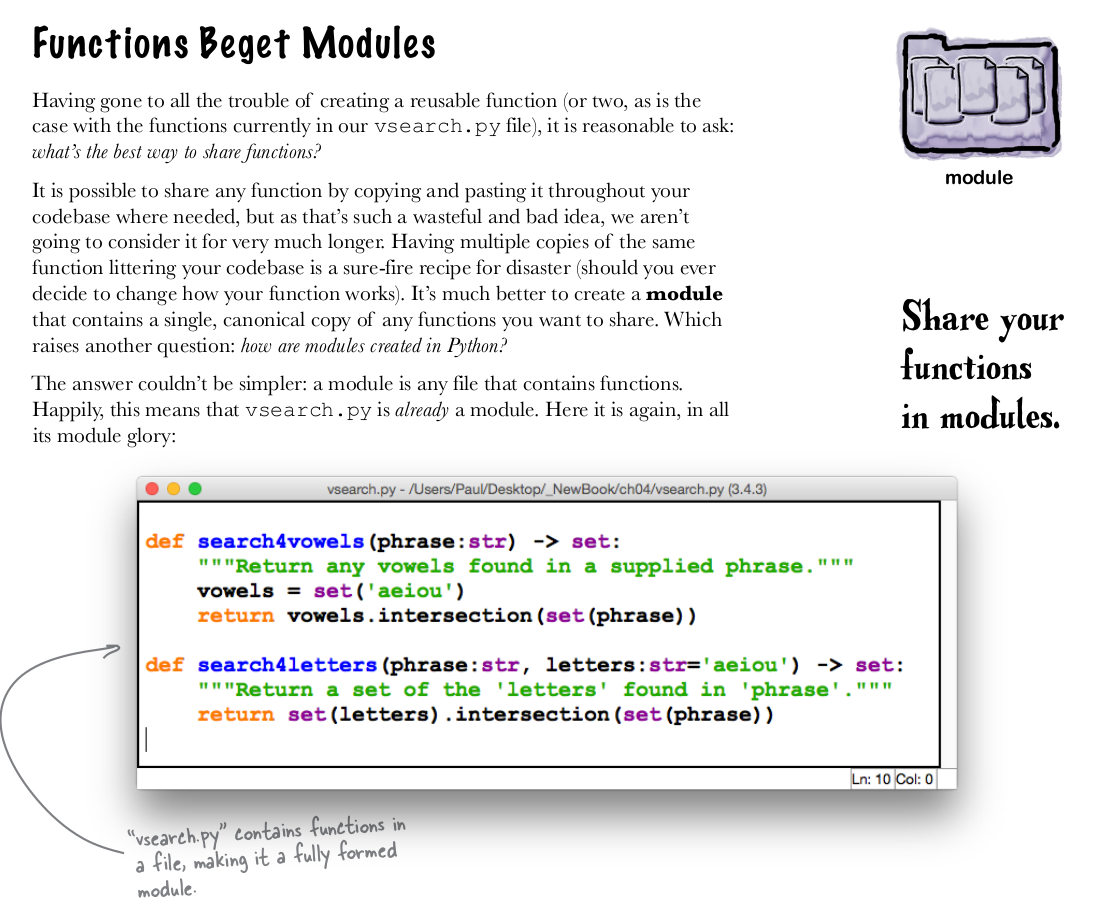 Functions Beget Modules
Having gone to all the trouble of creating a reusable function (or two, as is the
case with the functions currently in our vsearch.py file), it is reasonable to ask:
what's the best way to share functions?
It is possible to share any function by copying and pasting it throughout your
codebase where needed, but as that's such a wasteful and bad idea, we aren't
going to consider it for very much longer. Having multiple copies of the same
function littering your codebase is a sure-fire recipe for disaster (should you ever
decide to change how your function works). It's much better to create a module
that contains a single, canonical copy of any functions you want to share. Which
raises another question: how are modules created in Python?
The answer couldn't be simpler: a module is any file that contains functions.
Happily, this means that vsearch.py is already a module. Here it is again, in all
its module glory:
module
Share your
functions
in modules.
vsearch.py - /Users/Paul/Desktop/_NewBook/ch04/vsearch.py (3.4.3)
def search4vowels(phrase:str) -> set:
    """Return any vowels found in a supplied phrase."""
    vowels = set('aeiou')
    return vowels.intersection(set(phrase))
def search4letters(phrase:str, letters:str='aeiou') -> set:
    """Return a set of the 'letters' found in 'phrase'."""
    return set(letters).intersection(set(phrase))
Ln: 10 Col: 0
"vsearch.py" contains functions in
a file, making it a fully formed
module.